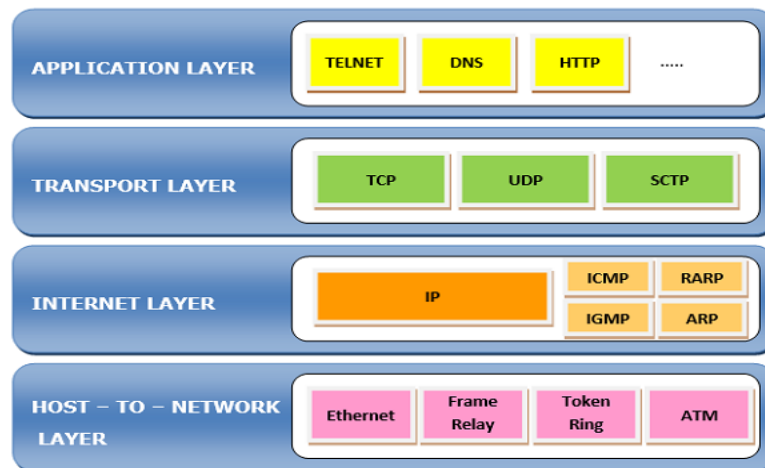 APPLICATION LAYER
TELNET
DNS
HTTP
.....
TRANSPORT LAYER
TCP
UDP
SCTP
INTERNET LAYER
IP
ICMP
RARP
IGMP
ARP
HOST – TO – NETWORK
LAYER
Ethernet
Frame
Relay
Token
Ring
ATM